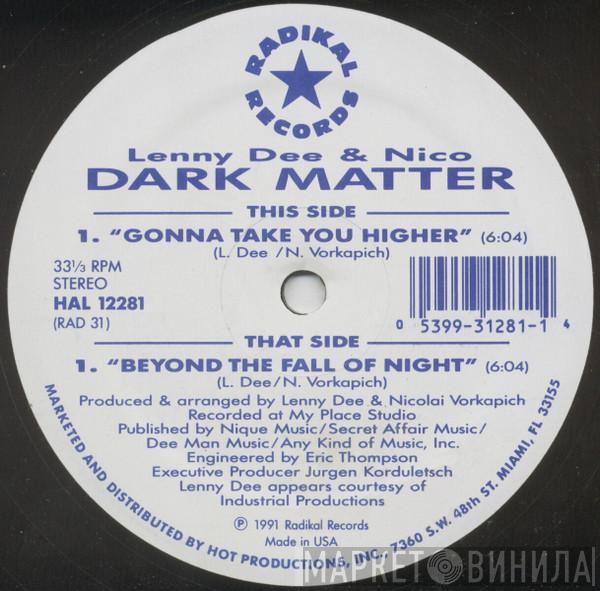 RADIKAL
RECORDS
Lenny Dee & Nico
DARK MATTER
THIS SIDE
1. “GONNA TAKE YOU HIGHER” (6:04)
(L. Dee /N. Vorkapich)
33⅓ RPM
STEREO
HAL 12281
(RAD 31)
0 5399-31281-1 4
THAT SIDE
1. “BEYOND THE FALL OF NIGHT” (6:04)
(L. Dee/N. Vorkapich)
Produced & arranged by Lenny Dee & Nicolai Vorkapich
Recorded at My Place Studio
Published by Nique Music/Secret Affair Music/
Dee Man Music/Any Kind of Music, Inc.
Engineered by Eric Thompson
Executive Producer Jurgen Korduletsch
Lenny Dee appears courtesy of
Industrial Productions
℗ 1991 Radikal Records
Made in USA
MARKETED AND DISTRIBUTED BY HOT PRODUCTIONS, INC., 7360 S.W. 48th ST. MIAMI, FL 33155
МАРКЕТ ВИНИЛА